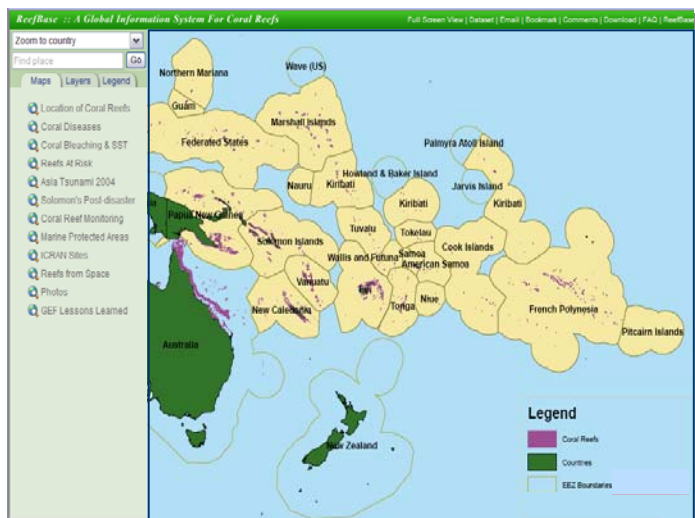 ReefBase :: A Global Information System For Coral Reefs
Full Screen View | Dataset | Email | Bookmark | Comments | Download | FAQ | ReefBase
Zoom to country
Find place
Go
Maps
Layers
Legend
Location of Coral Reefs
Coral Diseases
Coral Bleaching & SST
Reefs At Risk
Asia Tsunami 2004
Solomon's Post-disaster
Coral Reef Monitoring
Marine Protected Areas
ICRAN Sites
Reefs from Space
Photos
GEF Lessons Learned
Northern Mariana
Wave (US)
Guam
Marshall Islands
Federated States
Palmyra Atoll Island
Howland & Baker Island
Nauru
Kiribati
Jarvis Island
Kiribati
Kiribati
Papua New Guinea
Tuvalu
Tokelau
Solomon Islands
Cook Islands
Wallis and Futuna
Samoa
American Samoa
Vanuatu
Fiji
Niue
New Caledonia
Tonga
French Polynesia
Pitcairn Islands
Australia
New Zealand
Legend
Coral Reefs
Countries
EEZ Boundaries